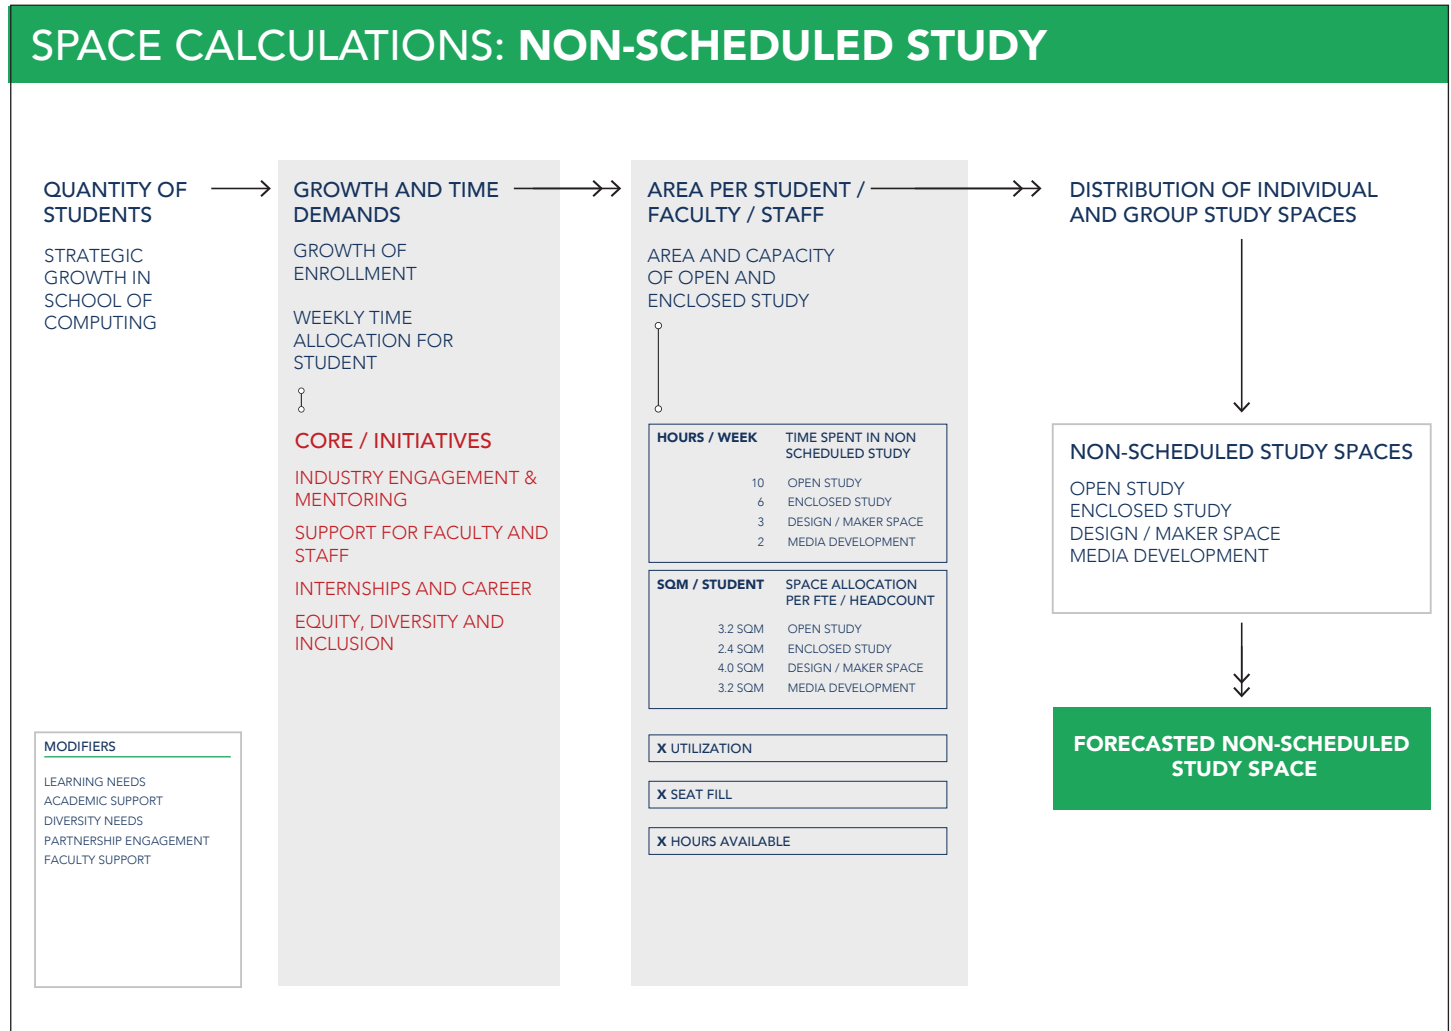 SPACE CALCULATIONS: NON-SCHEDULED STUDY
QUANTITY OF
STUDENTS
STRATEGIC
GROWTH IN
SCHOOL OF
COMPUTING
MODIFIERS
LEARNING NEEDS
ACADEMIC SUPPORT
DIVERSITY NEEDS
PARTNERSHIP ENGAGEMENT
FACULTY SUPPORT
GROWTH AND TIME
DEMANDS
GROWTH OF
ENROLLMENT
WEEKLY TIME
ALLOCATION FOR
STUDENT
CORE / INITIATIVES
INDUSTRY ENGAGEMENT &
MENTORING
SUPPORT FOR FACULTY AND
STAFF
INTERNSHIPS AND CAREER
EQUITY, DIVERSITY AND
INCLUSION
AREA PER STUDENT /
FACULTY / STAFF
AREA AND CAPACITY
OF OPEN AND
ENCLOSED STUDY
HOURS / WEEK TIME SPENT IN NON
SCHEDULED STUDY
10 OPEN STUDY
6 ENCLOSED STUDY
3 DESIGN / MAKER SPACE
2 MEDIA DEVELOPMENT
SQM / STUDENT SPACE ALLOCATION
PER FTE / HEADCOUNT
3.2 SQM OPEN STUDY
2.4 SQM ENCLOSED STUDY
4.0 SQM DESIGN / MAKER SPACE
3.2 SQM MEDIA DEVELOPMENT
X UTILIZATION
X SEAT FILL
X HOURS AVAILABLE
DISTRIBUTION OF INDIVIDUAL
AND GROUP STUDY SPACES
NON-SCHEDULED STUDY SPACES
OPEN STUDY
ENCLOSED STUDY
DESIGN / MAKER SPACE
MEDIA DEVELOPMENT
FORECASTED NON-SCHEDULED
STUDY SPACE